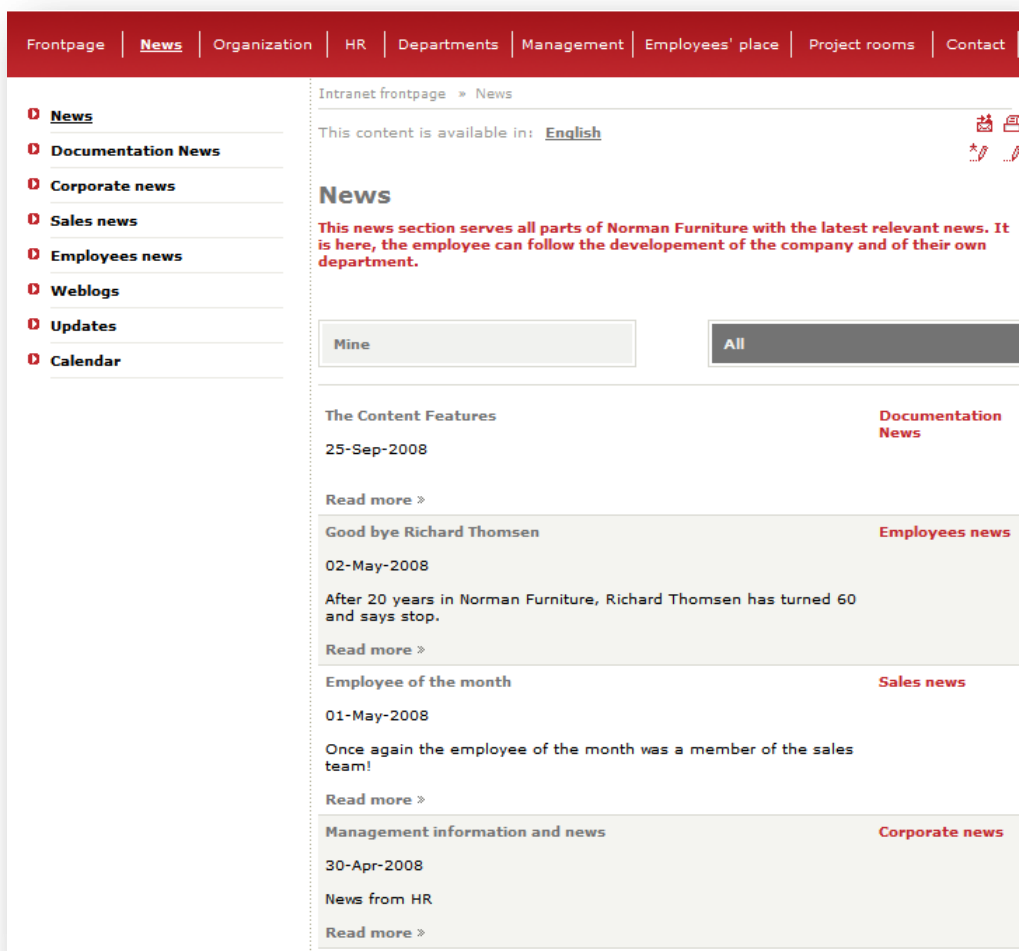 Frontpage News Organization HR Departments Management Employees' place Project rooms Contact
News
Documentation News
Corporate news
Sales news
Employees news
Weblogs
Updates
Calendar
Intranet frontpage » News
This content is available in: English
News
This news section serves all parts of Norman Furniture with the latest relevant news. It
is here, the employee can follow the developement of the company and of their own
department.
Mine
All
The Content Features
Documentation
News
25-Sep-2008
Read more »
Good bye Richard Thomsen
Employees news
02-May-2008
After 20 years in Norman Furniture, Richard Thomsen has turned 60
and says stop.
Read more »
Employee of the month
Sales news
01-May-2008
Once again the employee of the month was a member of the sales
team!
Read more »
Management information and news
Corporate news
30-Apr-2008
News from HR
Read more »